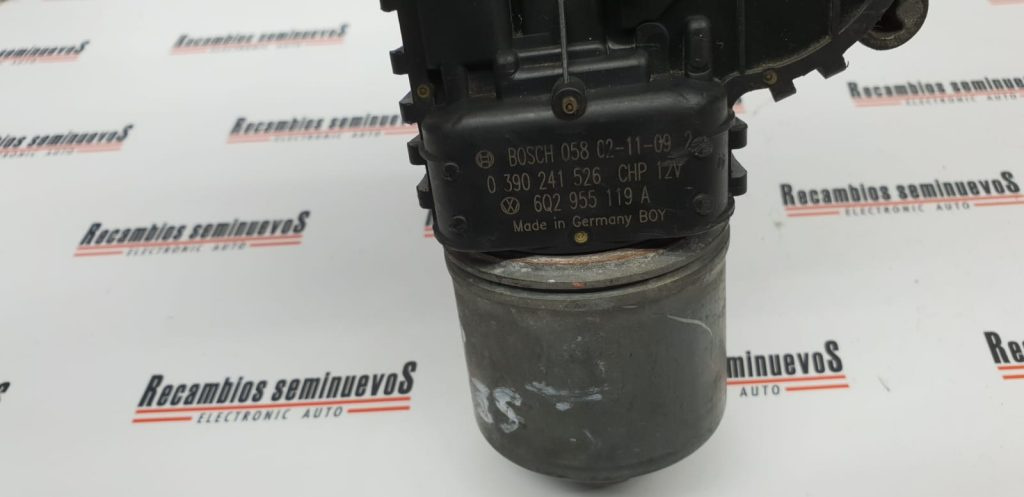 Recambios seminuevoS
ELECTRONIC AUTO
BOSCH 058 02-11-09 2
0 390 241 526 CHP 12V
6Q2 955 119 A
Made in Germany BOY
Recambios seminuevoS
ELECTRONIC AUTO
Recambios seminuevoS
ELECTRONIC AUTO
Recambios seminuevoS
ELECTRONIC AUTO
Recambios seminuevoS
ELECTRONIC AUTO
Recambios seminuevoS
ELECTRONIC AUTO
seminuevoS
AUTO